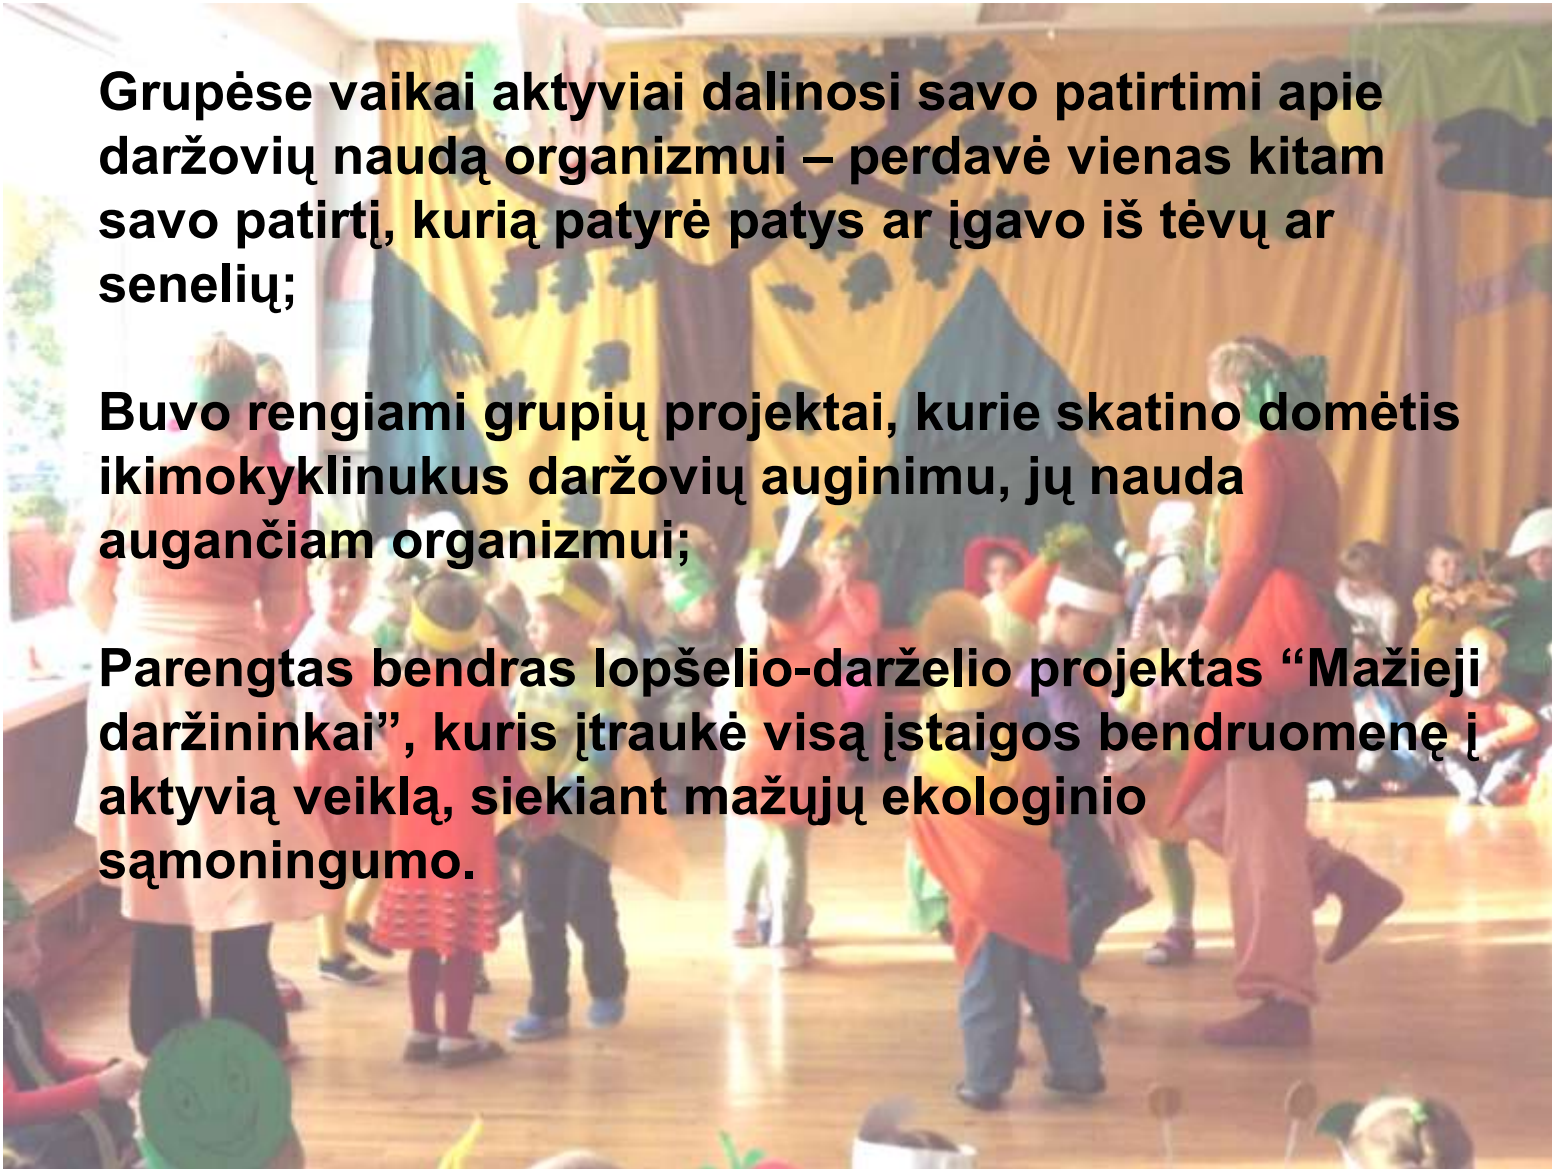 Grupėse vaikai aktyviai dalinosi savo patirtimi apie
daržovių naudą organizmui – perdavė vienas kitam
savo patirtį, kurią patyrė patys ar įgavo iš tėvų ar
senelių;
Buvo rengiami grupių projektai, kurie skatino domėtis
ikimokyklinukus daržovių auginimu, jų nauda
augančiam organizmui;
Parengtas bendras lopšelio-darželio projektas “Mažieji
daržininkai”, kuris įtraukė visą įstaigos bendruomenę į
aktyvią veiklą, siekiant mažųjų ekologinio
sąmoningumo.